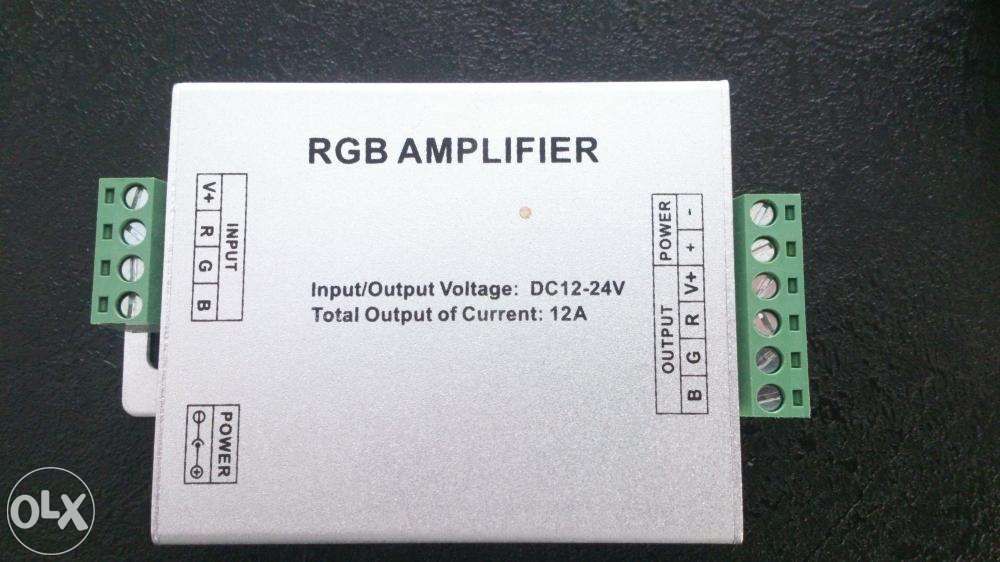 RGB AMPLIFIER
INPUT
V+ R G B
POWER
- +
OUTPUT
V+ R G B
Input/Output Voltage: DC12-24V
Total Output of Current: 12A
POWER
- +
OLX